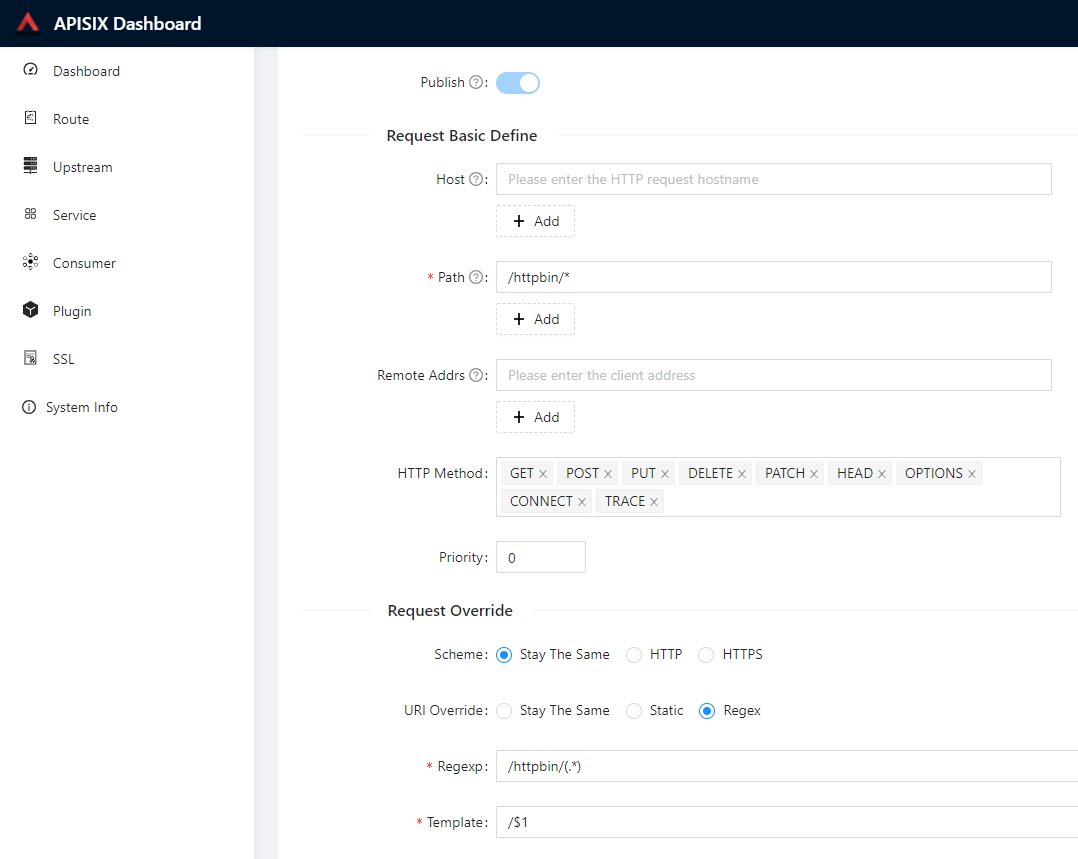 APISIX Dashboard
Dashboard
Route
Upstream
Service
Consumer
Plugin
SSL
System Info
Publish ? :
Request Basic Define
Host ? : Please enter the HTTP request hostname
+ Add
* Path ? : /httpbin/*
+ Add
Remote Addrs ? : Please enter the client address
+ Add
HTTP Method : GET × POST × PUT × DELETE × PATCH × HEAD × OPTIONS ×
CONNECT × TRACE ×
Priority : 0
Request Override
Scheme : Stay The Same HTTP HTTPS
URI Override : Stay The Same Static Regex
* Regexp : /httpbin/(.*)
* Template : /$1